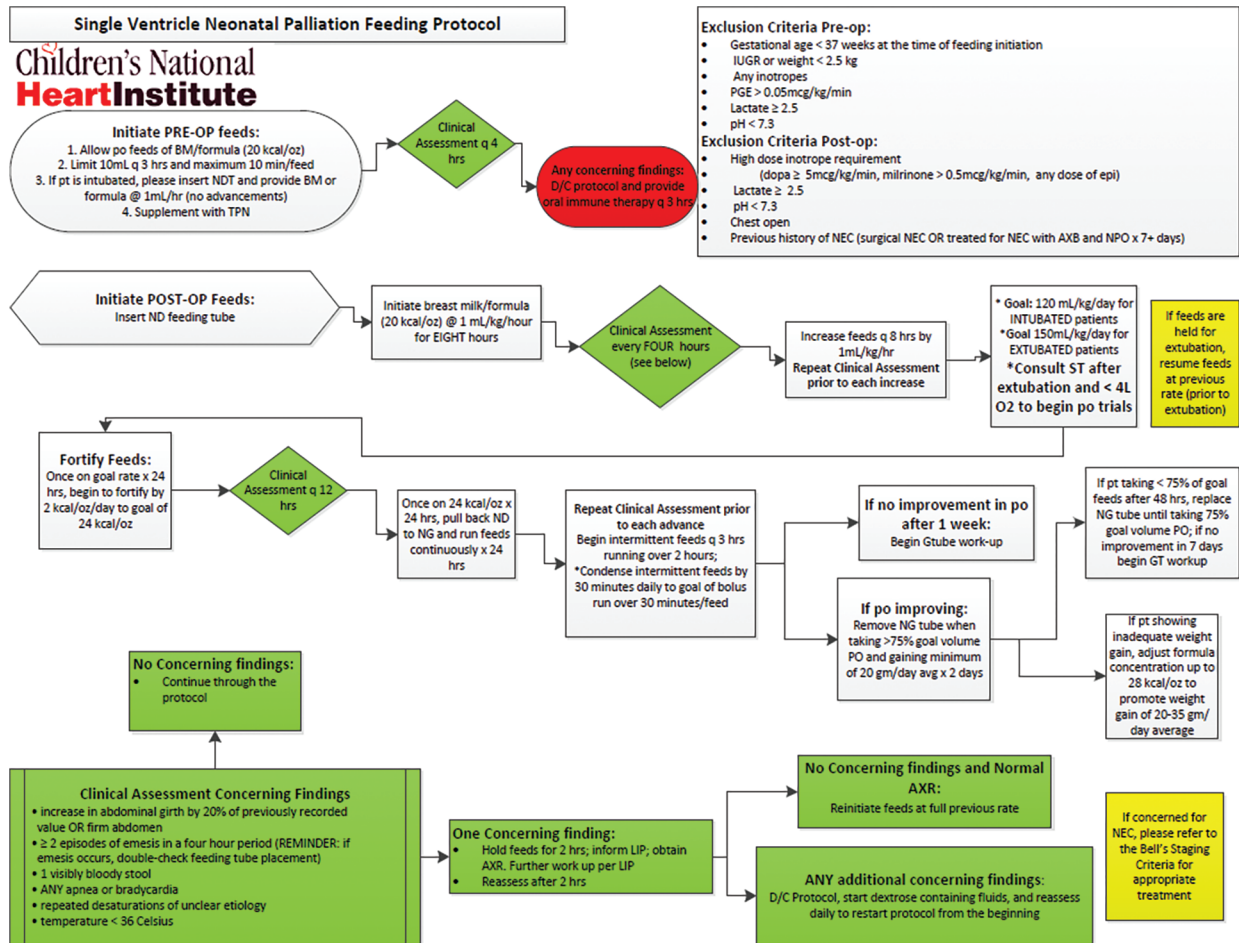 Single Ventricle Neonatal Palliation Feeding Protocol
Children's National
HeartInstitute
Initiate PRE-OP feeds:
1. Allow po feeds of BM/formula (20 kcal/oz)
2. Limit 10mL q 3 hrs and maximum 10 min/feed
3. If pt is intubated, please insert NDT and provide BM or
formula @ 1mL/hr (no advancements)
4. Supplement with TPN
Clinical
Assessment q 4
hrs
Any concerning findings:
D/C protocol and provide
oral immune therapy q 3 hrs
Exclusion Criteria Pre-op:
• Gestational age < 37 weeks at the time of feeding initiation
• IUGR or weight < 2.5 kg
• Any inotropes
• PGE > 0.05mcg/kg/min
• Lactate ≥ 2.5
• pH < 7.3
Exclusion Criteria Post-op:
• High dose inotrope requirement
• (dopa ≥ 5mcg/kg/min, milrinone > 0.5mcg/kg/min, any dose of epi)
• Lactate ≥ 2.5
• pH < 7.3
• Chest open
• Previous history of NEC (surgical NEC OR treated for NEC with AXB and NPO x 7+ days)
Initiate POST-OP Feeds:
Insert ND feeding tube
Initiate breast milk/formula
(20 kcal/oz) @ 1 mL/kg/hour
for EIGHT hours
Clinical Assessment
every FOUR hours
(see below)
Increase feeds q 8 hrs by
1mL/kg/hr
Repeat Clinical Assessment
prior to each increase
* Goal: 120 mL/kg/day for
INTUBATED patients
*Goal 150mL/kg/day for
EXTUBATED patients
*Consult ST after
extubation and < 4L
O2 to begin po trials
If feeds are
held for
extubation,
resume feeds
at previous
rate (prior to
extubation)
Fortify Feeds:
Once on goal rate x 24
hrs, begin to fortify by
2 kcal/oz/day to goal of
24 kcal/oz
Clinical
Assessment q 12
hrs
Once on 24 kcal/oz x
24 hrs, pull back ND
to NG and run feeds
continuously x 24
hrs
Repeat Clinical Assessment prior
to each advance
Begin intermittent feeds q 3 hrs
running over 2 hours;
*Condense intermittent feeds by
30 minutes daily to goal of bolus
run over 30 minutes/feed
If no improvement in po
after 1 week:
Begin Gtube work-up
If po improving:
Remove NG tube when
taking >75% goal volume
PO and gaining minimum
of 20 gm/day avg x 2 days
If pt taking < 75% of goal
feeds after 48 hrs, replace
NG tube until taking 75%
goal volume PO; if no
improvement in 7 days
begin GT workup
If pt showing
inadequate weight
gain, adjust formula
concentration up to
28 kcal/oz to
promote weight
gain of 20-35 gm/
day average
No Concerning findings:
• Continue through the
protocol
Clinical Assessment Concerning Findings
• increase in abdominal girth by 20% of previously recorded
value OR firm abdomen
• ≥ 2 episodes of emesis in a four hour period (REMINDER: if
emesis occurs, double-check feeding tube placement)
• 1 visibly bloody stool
• ANY apnea or bradycardia
• repeated desaturations of unclear etiology
• temperature < 36 Celsius
One Concerning finding:
• Hold feeds for 2 hrs; inform LIP; obtain
AXR. Further work up per LIP
• Reassess after 2 hrs
No Concerning findings and Normal
AXR:
Reinitiate feeds at full previous rate
ANY additional concerning findings:
D/C Protocol, start dextrose containing fluids, and reassess
daily to restart protocol from the beginning
If concerned for
NEC, please refer to
the Bell's Staging
Criteria for
appropriate
treatment